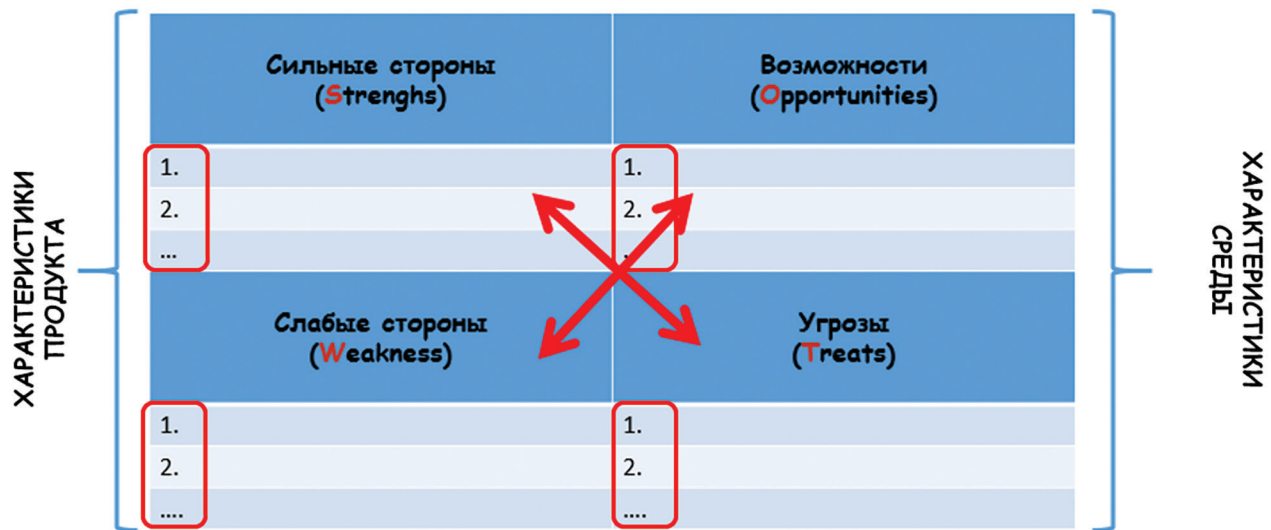 ХАРАКТЕРИСТИКИ
ПРОДУКТА
Сильные стороны
(Strenghs)
1.
2.
...
Возможности
(Opportunities)
1.
2.
.
Слабые стороны
(Weakness)
1.
2.
....
Угрозы
(Treats)
1.
2.
....
ХАРАКТЕРИСТИКИ
СРЕДЫ